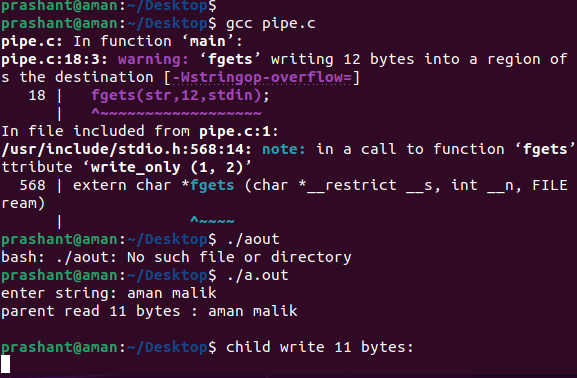 prashant@aman:~/Desktop$
prashant@aman:~/Desktop$ gcc pipe.c
pipe.c: In function ‘main’:
pipe.c:18:3: warning: ‘fgets’ writing 12 bytes into a region of
s the destination [-Wstringop-overflow=]
18 | fgets(str,12,stdin);
| ^~~~~~~~~~~~~~~~~~~
In file included from pipe.c:1:
/usr/include/stdio.h:568:14: note: in a call to function ‘fgets’
ttribute ‘write_only (1, 2)’
568 | extern char *fgets (char *__restrict __s, int __n, FILE
ream)
| ^~~~~
prashant@aman:~/Desktop$ ./aout
bash: ./aout: No such file or directory
prashant@aman:~/Desktop$ ./a.out
enter string: aman malik
parent read 11 bytes : aman malik
prashant@aman:~/Desktop$ child write 11 bytes: